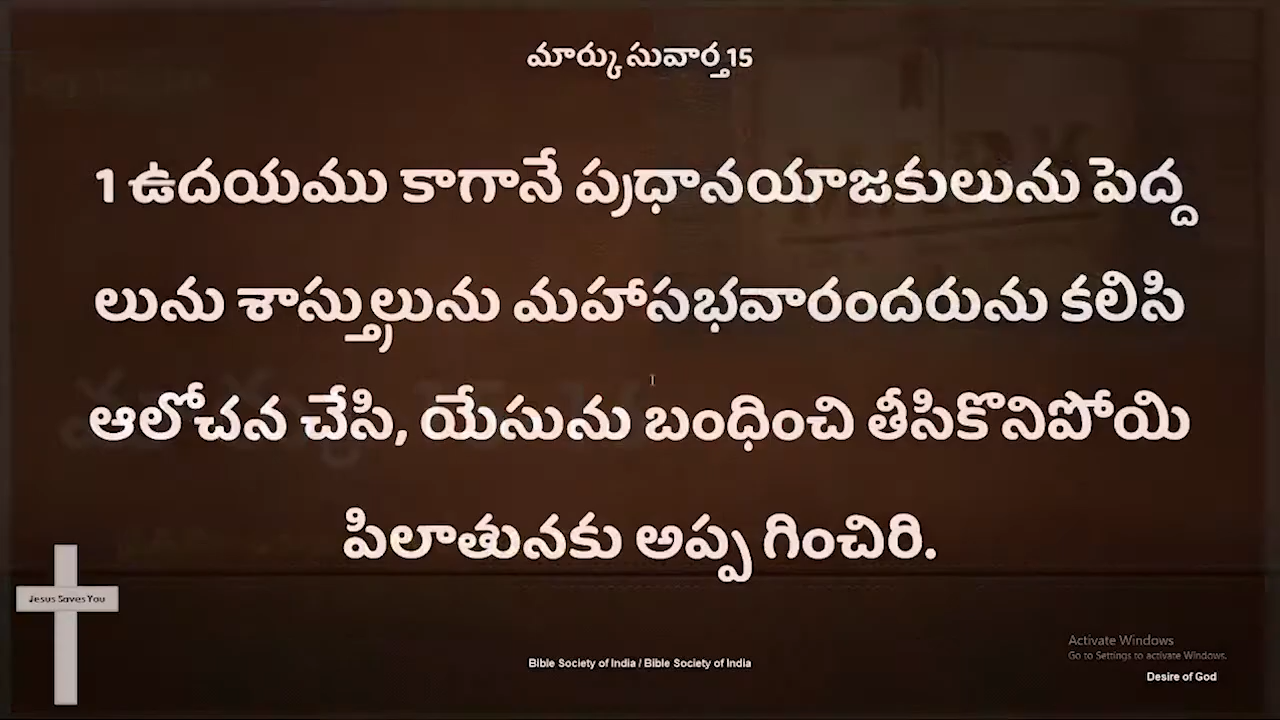 మార్కు సువార్త 15
1 ఉదయము కాగానే ప్రధానయాజకులును పెద్ద
లును శాస్త్రులును మహాసభవారందరును కలిసి
ఆలోచన చేసి, యేసును బంధించి తీసికొనిపోయి
పిలాతునకు అప్ప గించిరి.
Jesus Saves You
Bible Society of India / Bible Society of India
Activate Windows
Go to Settings to activate Windows.
Desire of God